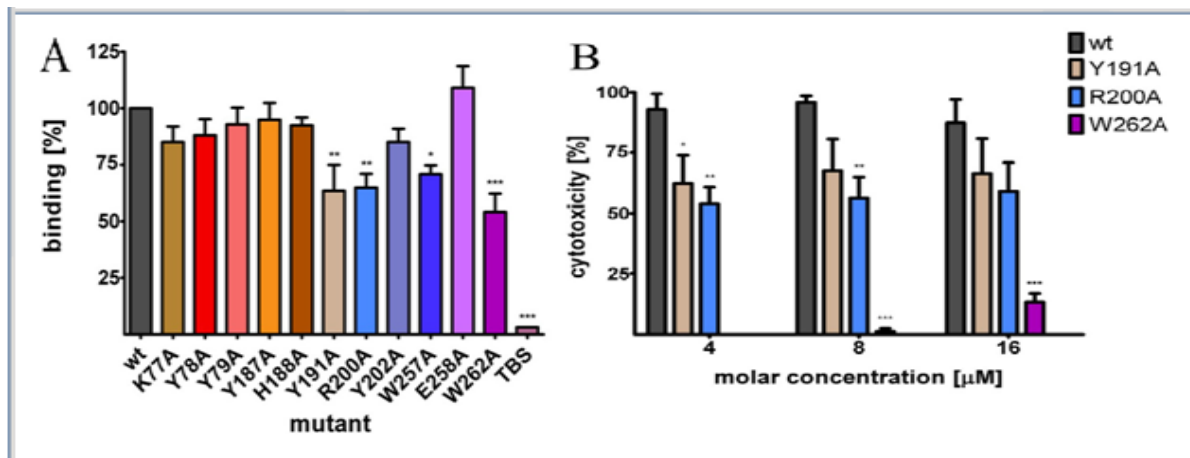 A
binding [%]
125
100
75
50
25
wt
K77A
Y78A
Y79A
Y187A
H188A
Y191A
R200A
Y202A
W257A
E258A
W262A
TBS
**
**
*
***
***
mutant
B
wt
Y191A
R200A
W262A
cytotoxicity [%]
100
75
50
25
*
**
**
***
***
4
8
16
molar concentration [µM]